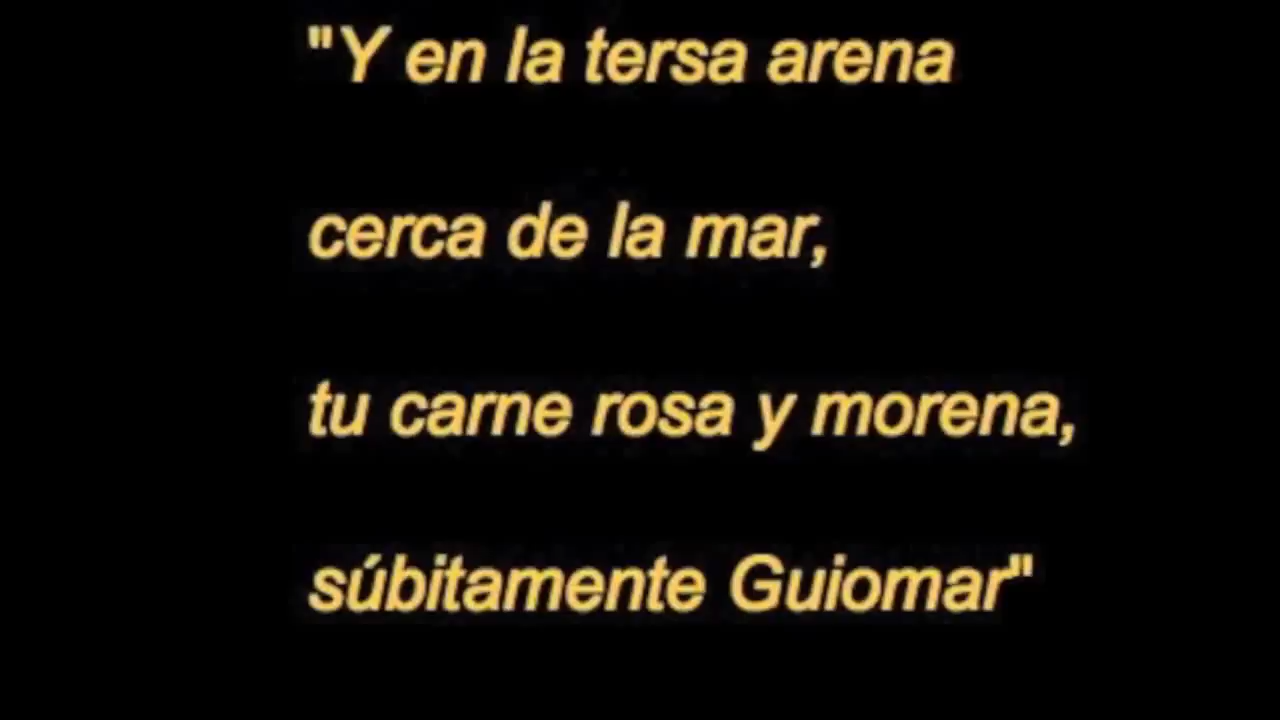 "Y en la tersa arena
cerca de la mar,
tu carne rosa y morena,
súbitamente Guiomar"